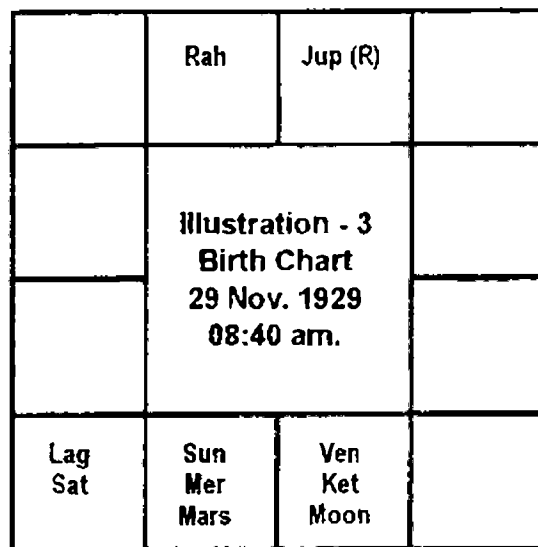 Rah
Jup (R)
Illustration - 3
Birth Chart
29 Nov. 1929
08:40 am.
Lag
Sat
Sun
Mer
Mars
Ven
Ket
Moon